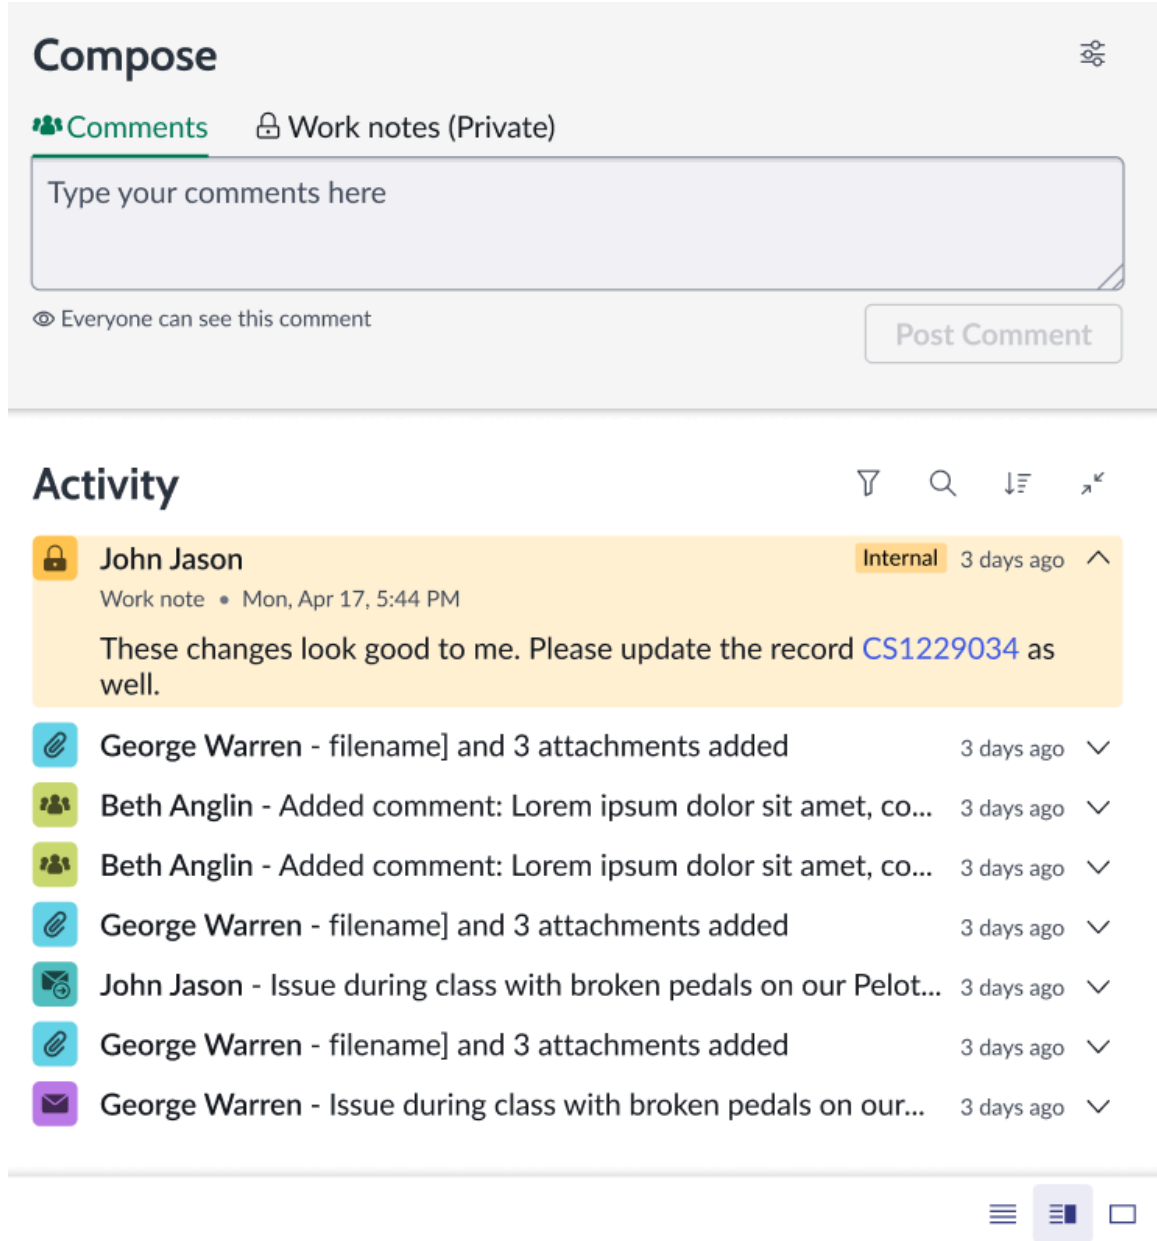 Compose
Comments
Work notes (Private)
Type your comments here
Everyone can see this comment
Post Comment
Activity
John Jason
Internal
3 days ago
Work note • Mon, Apr 17, 5:44 PM
These changes look good to me. Please update the record CS1229034 as
well.
George Warren - filename] and 3 attachments added
3 days ago
Beth Anglin - Added comment: Lorem ipsum dolor sit amet, co...
3 days ago
Beth Anglin - Added comment: Lorem ipsum dolor sit amet, co...
3 days ago
George Warren - filename] and 3 attachments added
3 days ago
John Jason - Issue during class with broken pedals on our Pelot...
3 days ago
George Warren - filename] and 3 attachments added
3 days ago
George Warren - Issue during class with broken pedals on our...
3 days ago